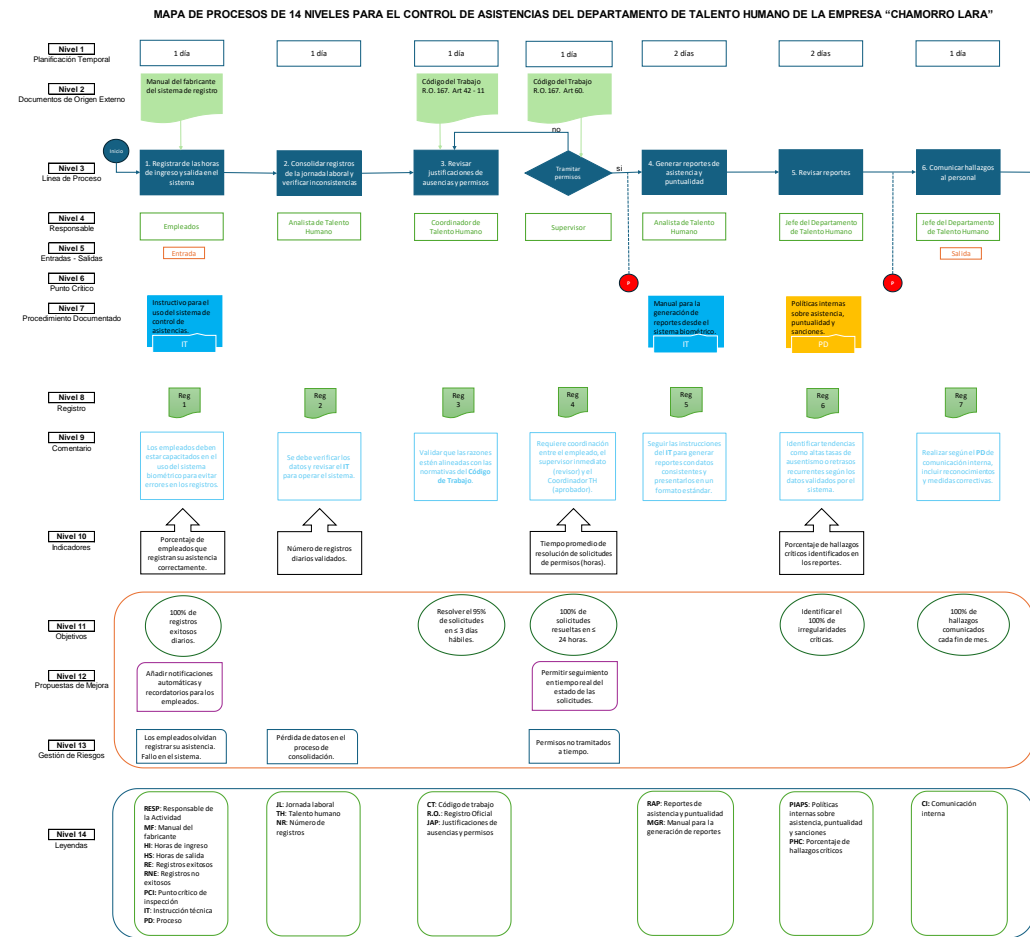 MAPA DE PROCESOS DE 14 NIVELES PARA EL CONTROL DE ASISTENCIAS DEL DEPARTAMENTO DE TALENTO HUMANO DE LA EMPRESA “CHAMORRO LARA”
Nivel 1
Planificación Temporal
1 día
1 día
1 día
1 día
2 días
2 días
1 día
Nivel 2
Documentos de Origen Externo
Manual del fabricante
del sistema de registro
Código del Trabajo
R.O. 167. Art 42 - 11
Código del Trabajo
R.O. 167. Art 60.
no
Nivel 3
Línea de Proceso
Inicio
1. Registrar de las horas
de ingreso y salida en el
sistema
2. Consolidar registros
de la jornada laboral y
verificar inconsistencias
3. Revisar
justificaciones de
ausencias y permisos
Tramitar
permisos
si
4. Generar reportes de
asistencia y
puntualidad
5. Revisar reportes
6. Comunicar hallazgos
al personal
Nivel 4
Responsable
Empleados
Analista de Talento
Humano
Coordinador de
Talento Humano
Supervisor
Analista de Talento
Humano
Jefe del Departamento
de Talento Humano
Jefe del Departamento
de Talento Humano
Nivel 5
Entradas - Salidas
Entrada
Salida
Nivel 6
Punto Crítico
P
P
Nivel 7
Procedimiento Documentado
Instructivo para el
uso del sistema de
control de
asistencias.
IT
Manual para la
generación de
reportes desde el
sistema biométrico.
IT
Políticas internas
sobre asistencia,
puntualidad y
sanciones.
PD
Nivel 8
Registro
Reg
1
Reg
2
Reg
3
Reg
4
Reg
5
Reg
6
Reg
7
Nivel 9
Comentario
Los empleados deben
estar capacitados en el
uso del sistema
biométrico para evitar
errores en los registros.
Se debe verificar los
datos y revisar el IT
para operar el sistema.
Validar que las razones
estén alineadas con las
normativas del Código
de Trabajo.
Requiere coordinación
entre el empleado, el
supervisor inmediato
(revisor) y el
Coordinador TH
(aprobador).
Seguir las instrucciones
del IT para generar
reportes con datos
consistentes y
presentarlos en un
formato estándar.
Identificar tendencias
como altas tasas de
ausentismo o retrasos
recurrentes según los
datos validados por el
sistema.
Realizar según el PD de
comunicación interna,
incluir reconocimientos
y medidas correctivas.
Nivel 10
Indicadores
Porcentaje de
empleados que
registran su asistencia
correctamente.
Número de registros
diarios validados.
Tiempo promedio de
resolución de solicitudes
de permisos (horas).
Porcentaje de hallazgos
críticos identificados en
los reportes.
Nivel 11
Objetivos
100% de
registros
exitosos
diarios.
Resolver el 95%
de solicitudes
en ≤ 3 días
hábiles.
100% de
solicitudes
resueltas en ≤
24 horas.
Identificar el
100% de
irregularidades
críticas.
100% de
hallazgos
comunicados
cada fin de mes.
Nivel 12
Propuestas de Mejora
Añadir notificaciones
automáticas y
recordatorios para los
empleados.
Permitir seguimiento
en tiempo real del
estado de las
solicitudes.
Nivel 13
Gestión de Riesgos
Los empleados olvidan
registrar su asistencia.
Fallo en el sistema.
Pérdida de datos en el
proceso de
consolidación.
Permisos no tramitados
a tiempo.
Nivel 14
Leyendas
RESP: Responsable de
la Actividad
MF: Manual del
fabricante
HI: Horas de ingreso
HS: Horas de salida
RE: Registros exitosos
RNE: Registros no
exitosos
PCI: Punto crítico de
inspección
IT: Instrucción técnica
PD: Proceso
JL: Jornada laboral
TH: Talento humano
NR: Número de
registros
CT: Código de trabajo
R.O.: Registro Oficial
JAP: Justificaciones de
ausencias y permisos
RAP: Reportes de
asistencia y puntualidad
MGR: Manual para la
generación de reportes
PIAPS: Políticas
internas sobre
asistencia, puntualidad
y sanciones
PHC: Porcentaje de
hallazgos críticos
CI: Comunicación
interna